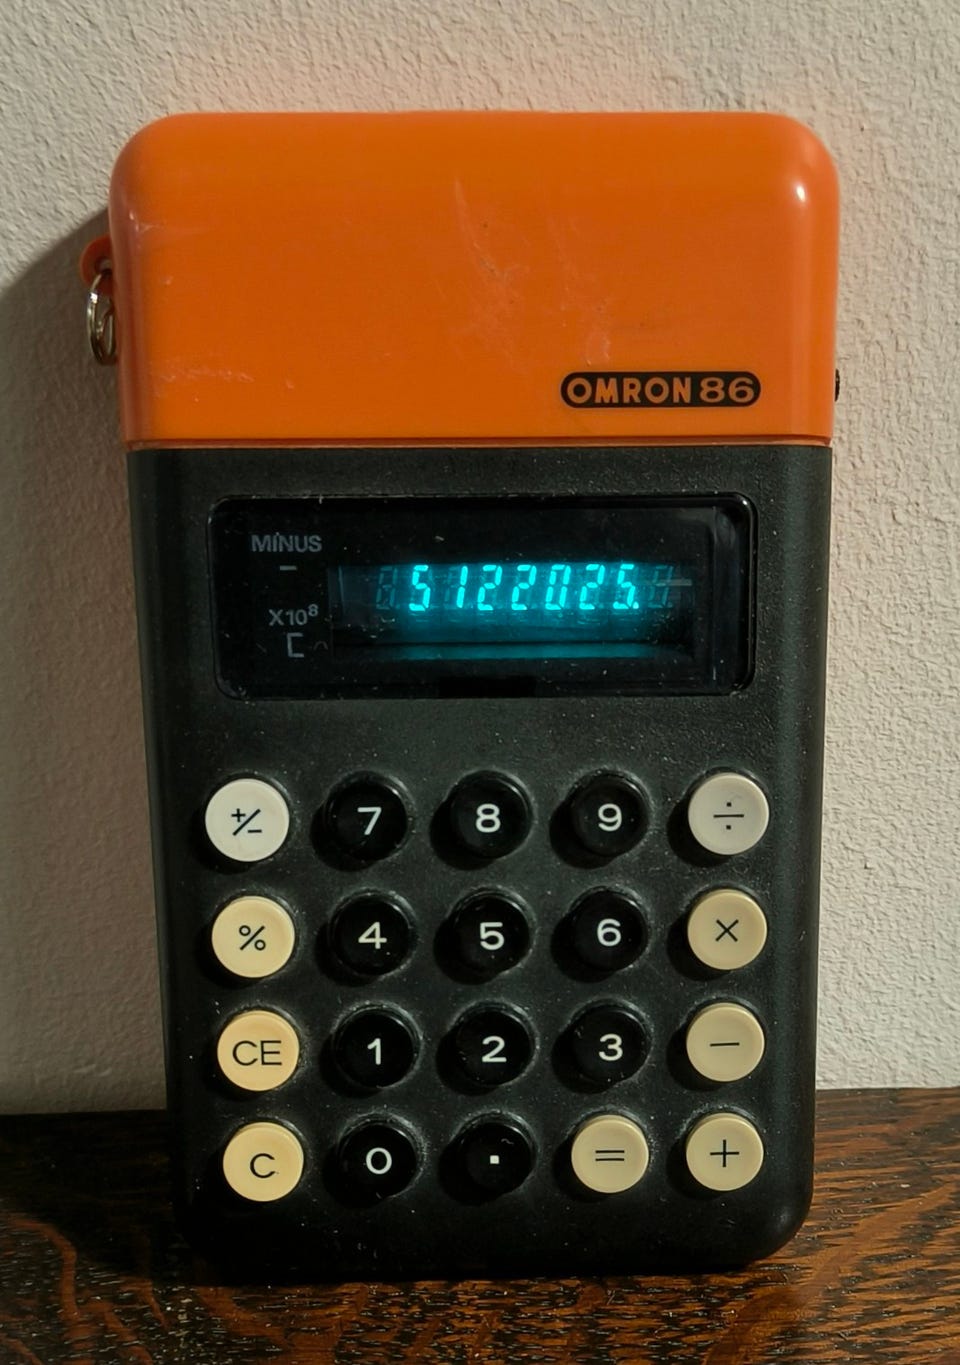 OMRON 86
MINUS
−
5122025.
X10⁸
C
+/− 7 8 9 ÷
% 4 5 6 ×
CE 1 2 3 −
C 0 . = +